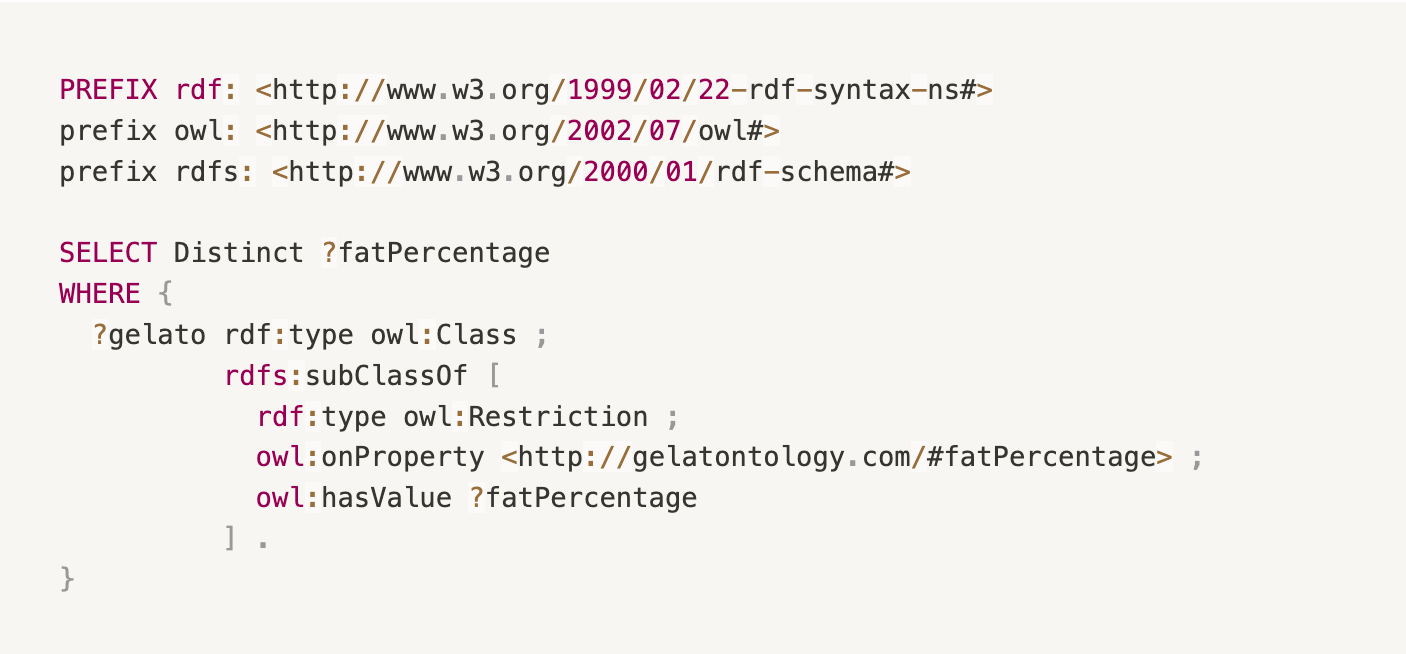 PREFIX rdf: <http://www.w3.org/1999/02/22-rdf-syntax-ns#>
prefix owl: <http://www.w3.org/2002/07/owl#>
prefix rdfs: <http://www.w3.org/2000/01/rdf-schema#>

SELECT Distinct ?fatPercentage
WHERE {
  ?gelato rdf:type owl:Class ;
          rdfs:subClassOf [
            rdf:type owl:Restriction ;
            owl:onProperty <http://gelatontology.com/#fatPercentage> ;
            owl:hasValue ?fatPercentage
          ] .
}